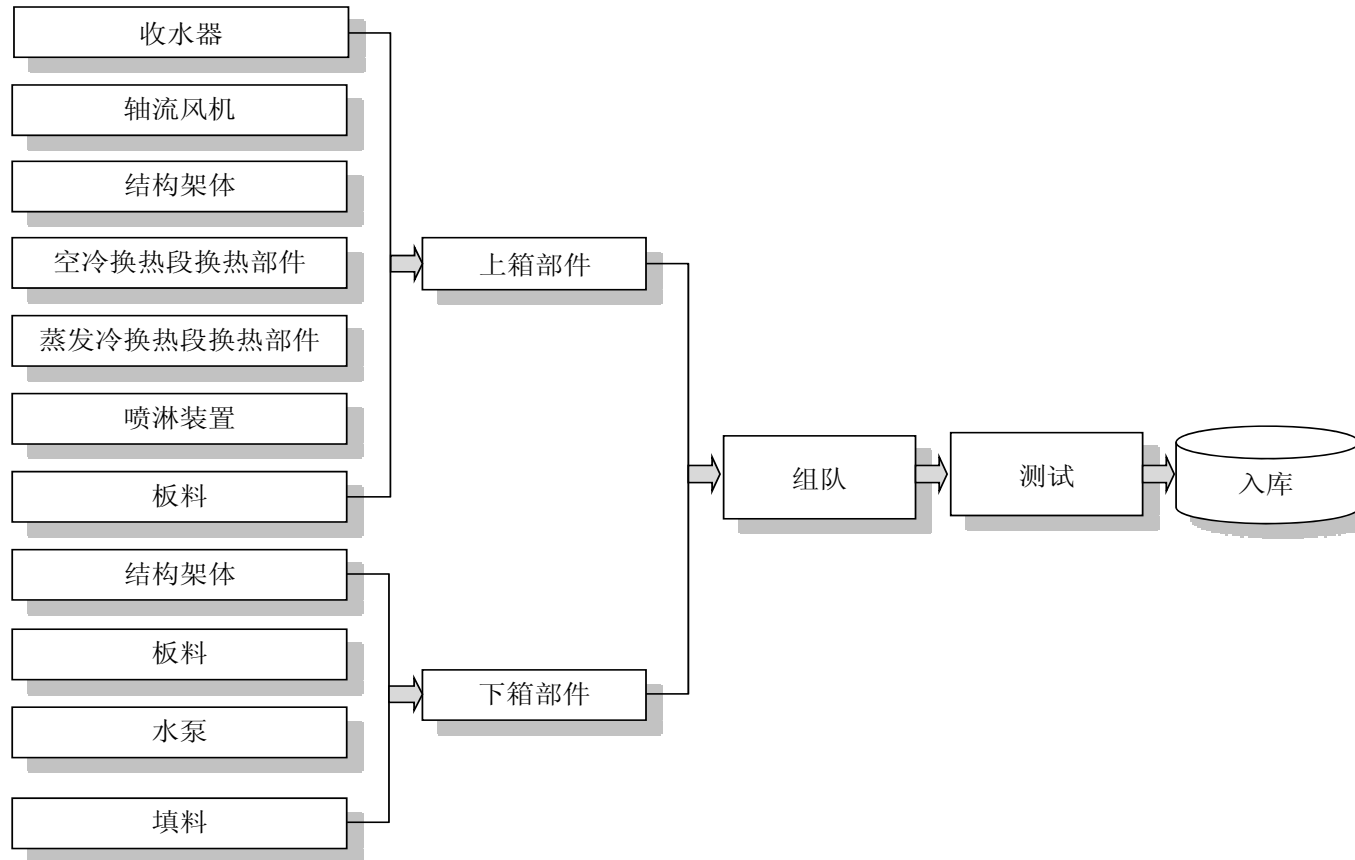 收水器
轴流风机
结构架体
空冷换热段换热部件
蒸发冷换热段换热部件
喷淋装置
板料
结构架体
板料
水泵
填料
上箱部件
下箱部件
组队
测试
入库